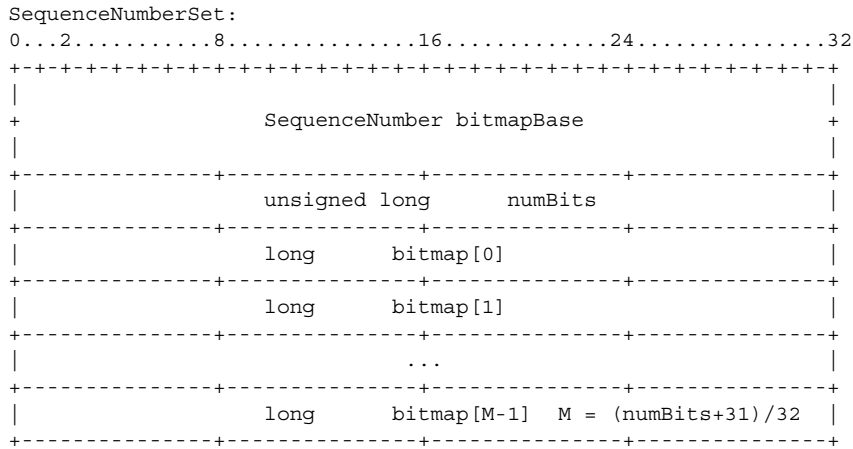 SequenceNumberSet:
0...2...........8...............16.............24...............32
+-+-+-+-+-+-+-+-+-+-+-+-+-+-+-+-+-+-+-+-+-+-+-+-+-+-+-+-+-+-+-+-+
|                                                               |
+                   SequenceNumber bitmapBase                   +
|                                                               |
+---------------+---------------+---------------+---------------+
|                   unsigned long      numBits                  |
+---------------+---------------+---------------+---------------+
|                   long      bitmap[0]                         |
+---------------+---------------+---------------+---------------+
|                   long      bitmap[1]                         |
+---------------+---------------+---------------+---------------+
|                              ...                              |
+---------------+---------------+---------------+---------------+
|                   long      bitmap[M-1]  M = (numBits+31)/32  |
+---------------+---------------+---------------+---------------+